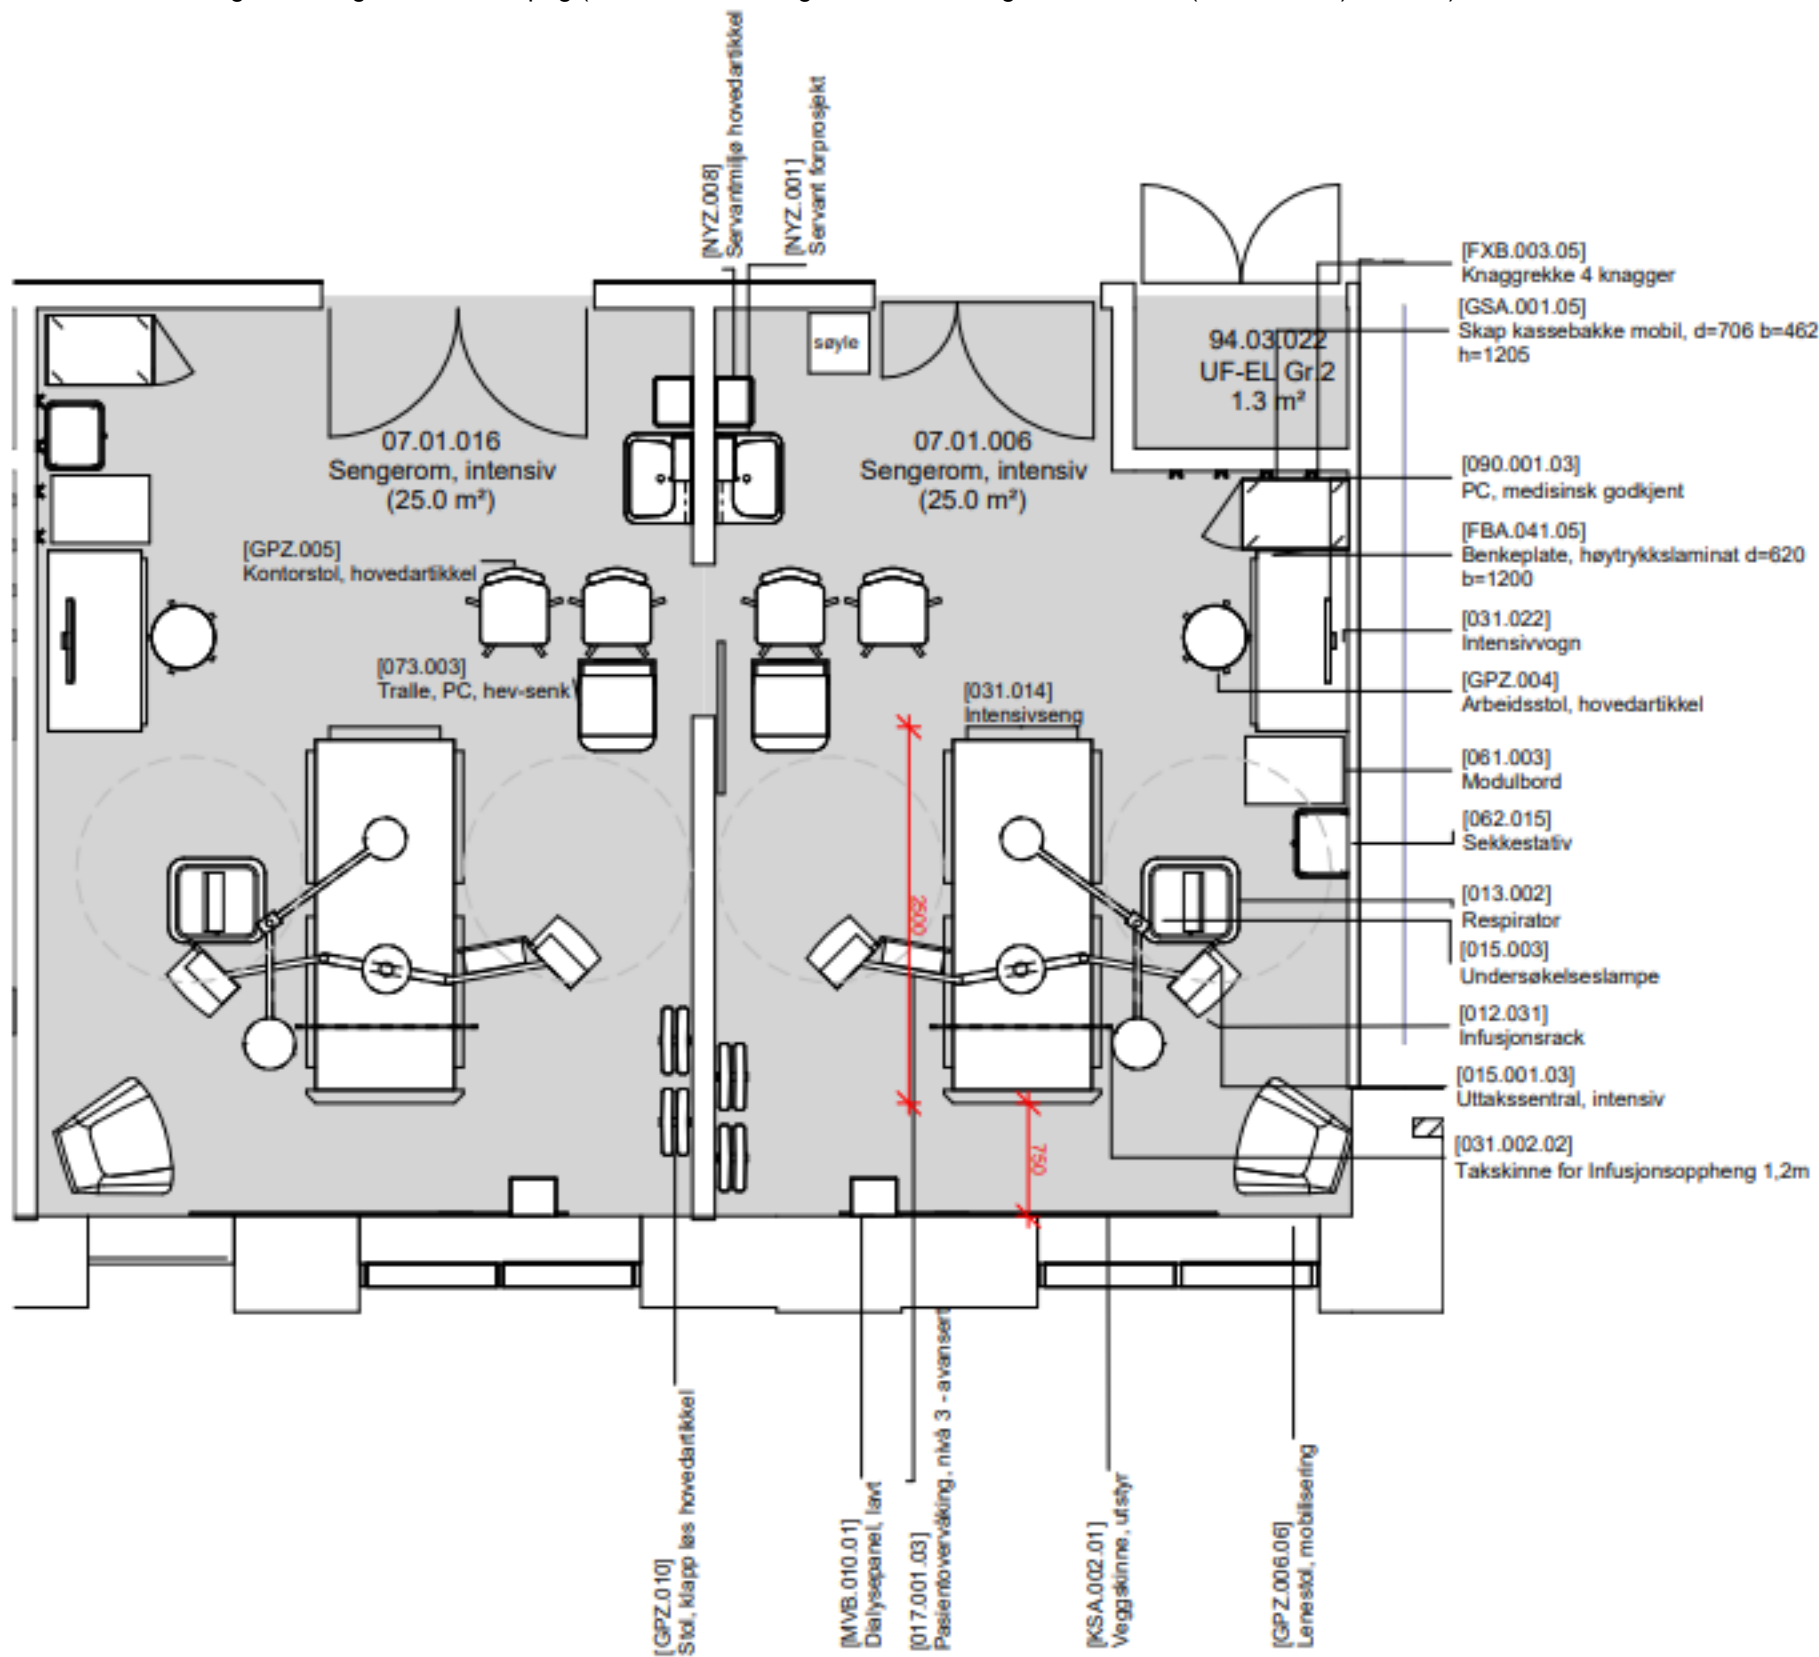 [NYZ.008]
Servantmiljø hovedartikkel
[NYZ.001]
Servant forprosjekt
søyle
94.03.022
UF-EL Gr.2
1.3 m²
07.01.016
Sengerom, intensiv
(25.0 m²)
07.01.006
Sengerom, intensiv
(25.0 m²)
[GPZ.005]
Kontorstol, hovedartikkel
[073.003]
Tralle, PC, hev-senk
[031.014]
Intensivseng
2500
750
[FXB.003.05]
Knaggrekke 4 knagger
[GSA.001.05]
Skap kassebakke mobil, d=706 b=462
h=1205
[090.001.03]
PC, medisinsk godkjent
[FBA.041.05]
Benkeplate, høytrykkslaminat d=620
b=1200
[031.022]
Intensivvogn
[GPZ.004]
Arbeidsstol, hovedartikkel
[061.003]
Modulbord
[062.015]
Sekkestativ
[013.002]
Respirator
[015.003]
Undersøkelseslampe
[012.031]
Infusjonsrack
[015.001.03]
Uttakssentral, intensiv
[031.002.02]
Takskinne for Infusjonsoppheng 1,2m
[GPZ.010]
Stol, klapp løs hovedartikkel
[MVB.010.01]
Dialysepanel, lavt
[017.001.03]
Pasientovervåking, nivå 3 - avansert
[KSA.002.01]
Veggskinne, utstyr
[GPZ.006.06]
Lenestol, mobilisering